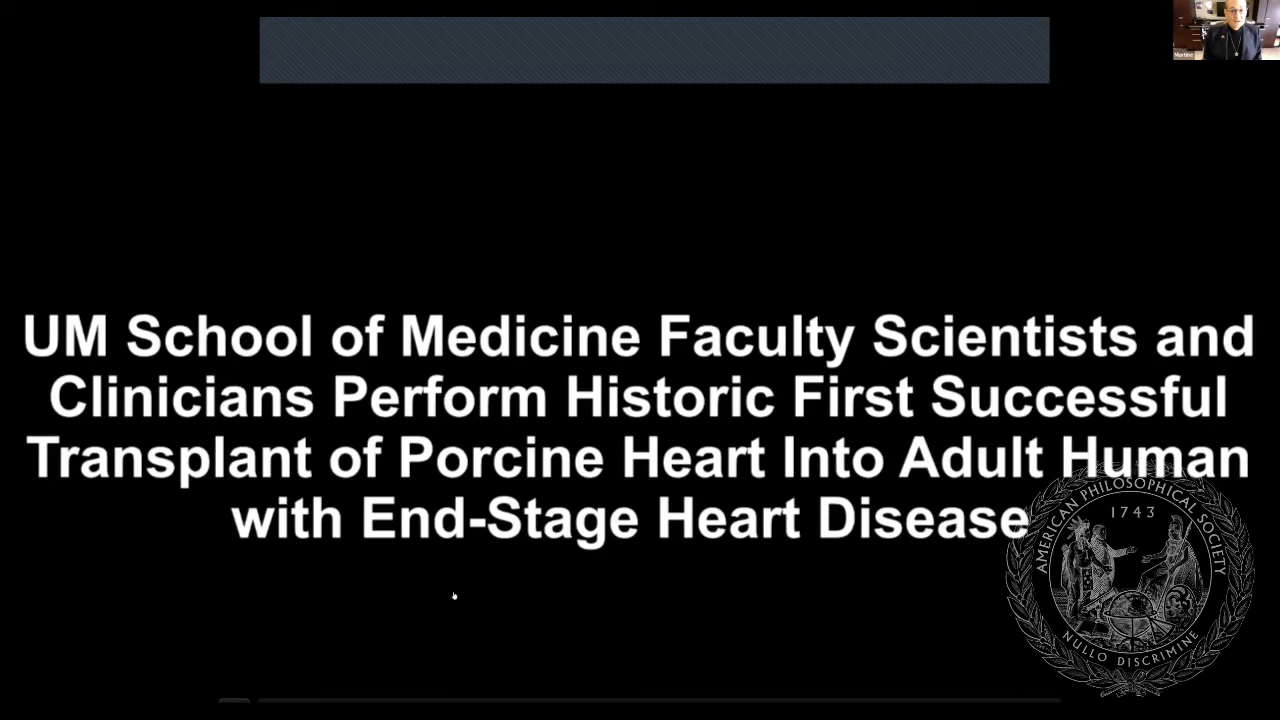 Martine
UM School of Medicine Faculty Scientists and
Clinicians Perform Historic First Successful
Transplant of Porcine Heart Into Adult Human
with End-Stage Heart Disease
AMERICAN PHILOSOPHICAL SOCIETY
1743
NULLO DISCRIMINE